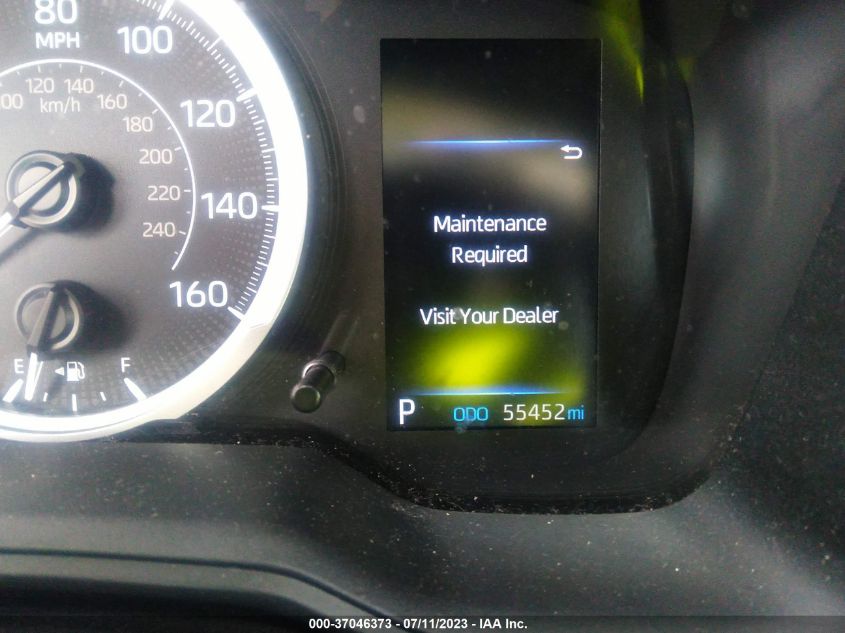 80
MPH
100
120
140
160
120
140
160
km/h
180
200
220
240
E
F
Maintenance
Required
Visit Your Dealer
P ODO 55452 mi
000-37046373 - 07/11/2023 - IAA Inc.